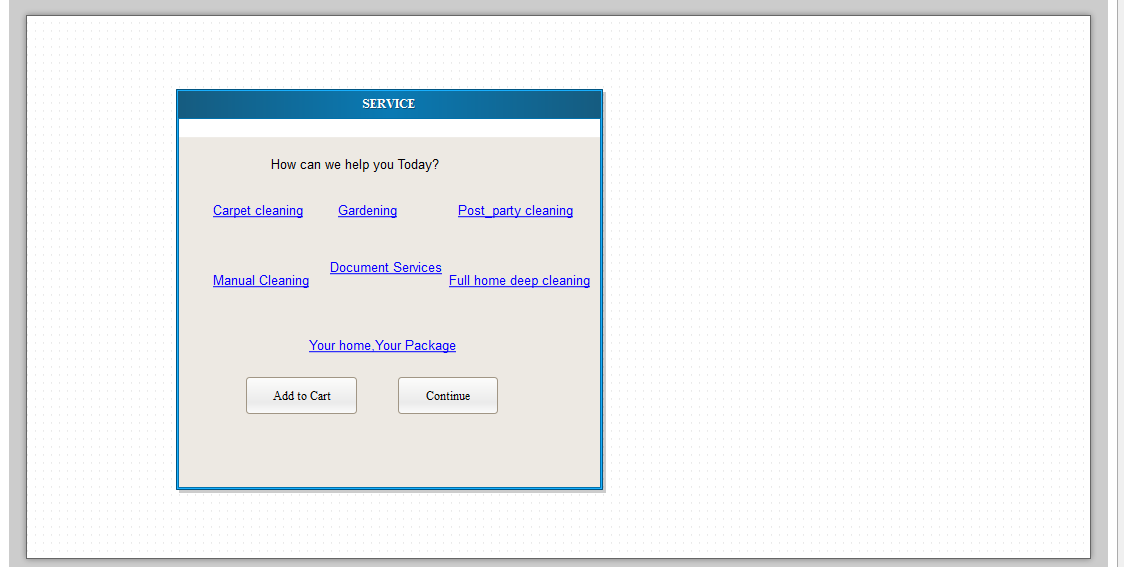 SERVICE
How can we help you Today?
Carpet cleaning Gardening Post_party cleaning
Document Services
Manual Cleaning Full home deep cleaning
Your home,Your Package
Add to Cart Continue